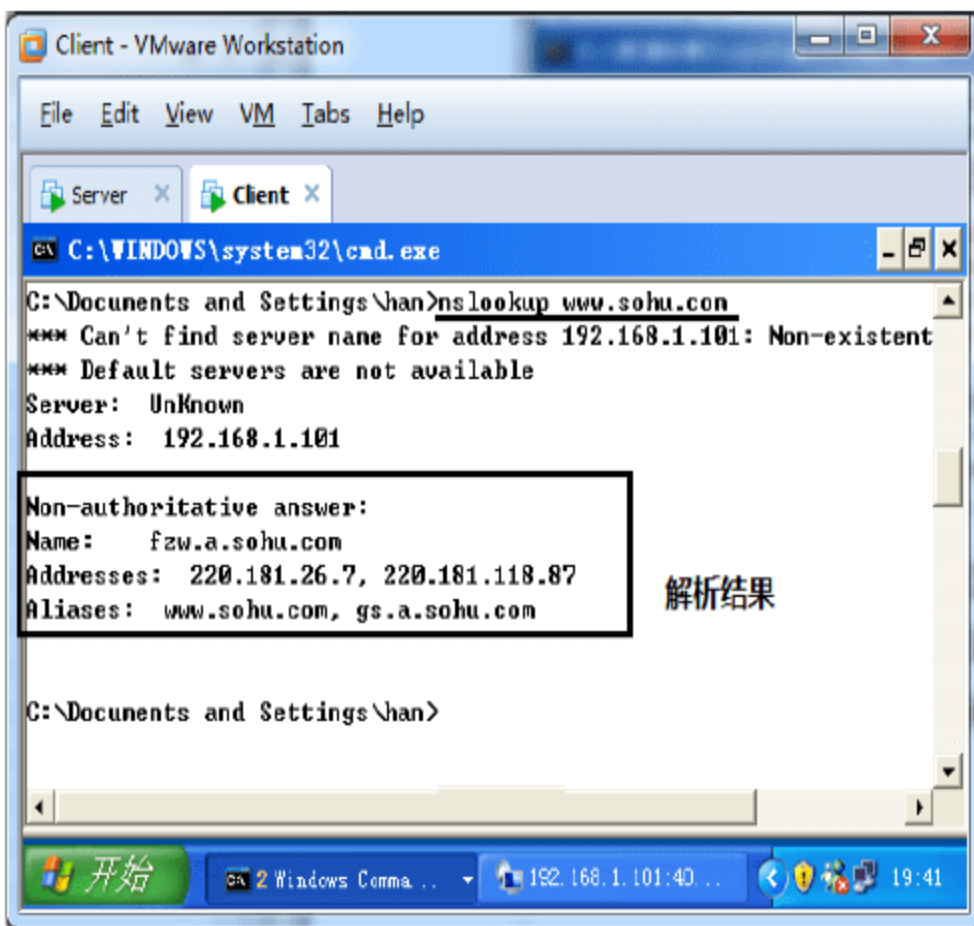 Client - VMware Workstation
File Edit View VM Tabs Help
Server Client
C:\WINDOWS\system32\cmd.exe
C:\Documents and Settings\han>nslookup www.sohu.com
*** Can't find server name for address 192.168.1.101: Non-existent
*** Default servers are not available
Server: UnKnown
Address: 192.168.1.101
Non-authoritative answer:
Name: fzw.a.sohu.com
Addresses: 220.181.26.7, 220.181.118.87
Aliases: www.sohu.com, gs.a.sohu.com
解析结果
C:\Documents and Settings\han>
开始 2 Windows Comma... 192.168.1.101:40... 19:41